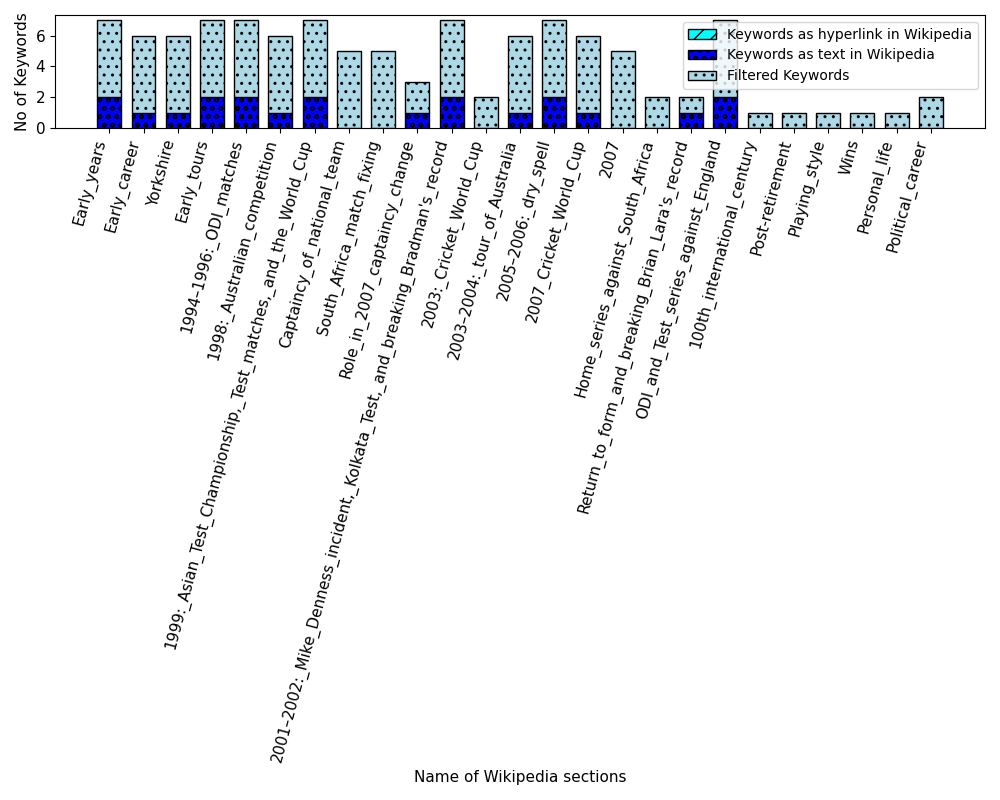 No of Keywords
6
4
2
0
Keywords as hyperlink in Wikipedia
Keywords as text in Wikipedia
Filtered Keywords
Early_years
Early_career
Yorkshire
Early_tours
1994–1996:_ODI_matches
1998:_Australian_competition
1999:_Asian_Test_Championship,_Test_matches,_and_the_World_Cup
Captaincy_of_national_team
South_Africa_match_fixing
Role_in_2007_captaincy_change
2001–2002:_Mike_Denness_incident,_Kolkata_Test,_and_breaking_Bradman's_record
2003:_Cricket_World_Cup
2003–2004:_tour_of_Australia
2005–2006:_dry_spell
2007_Cricket_World_Cup
2007
Home_series_against_South_Africa
Return_to_form_and_breaking_Brian_Lara's_record
ODI_and_Test_series_against_England
100th_international_century
Post-retirement
Playing_style
Wins
Personal_life
Political_career
Name of Wikipedia sections